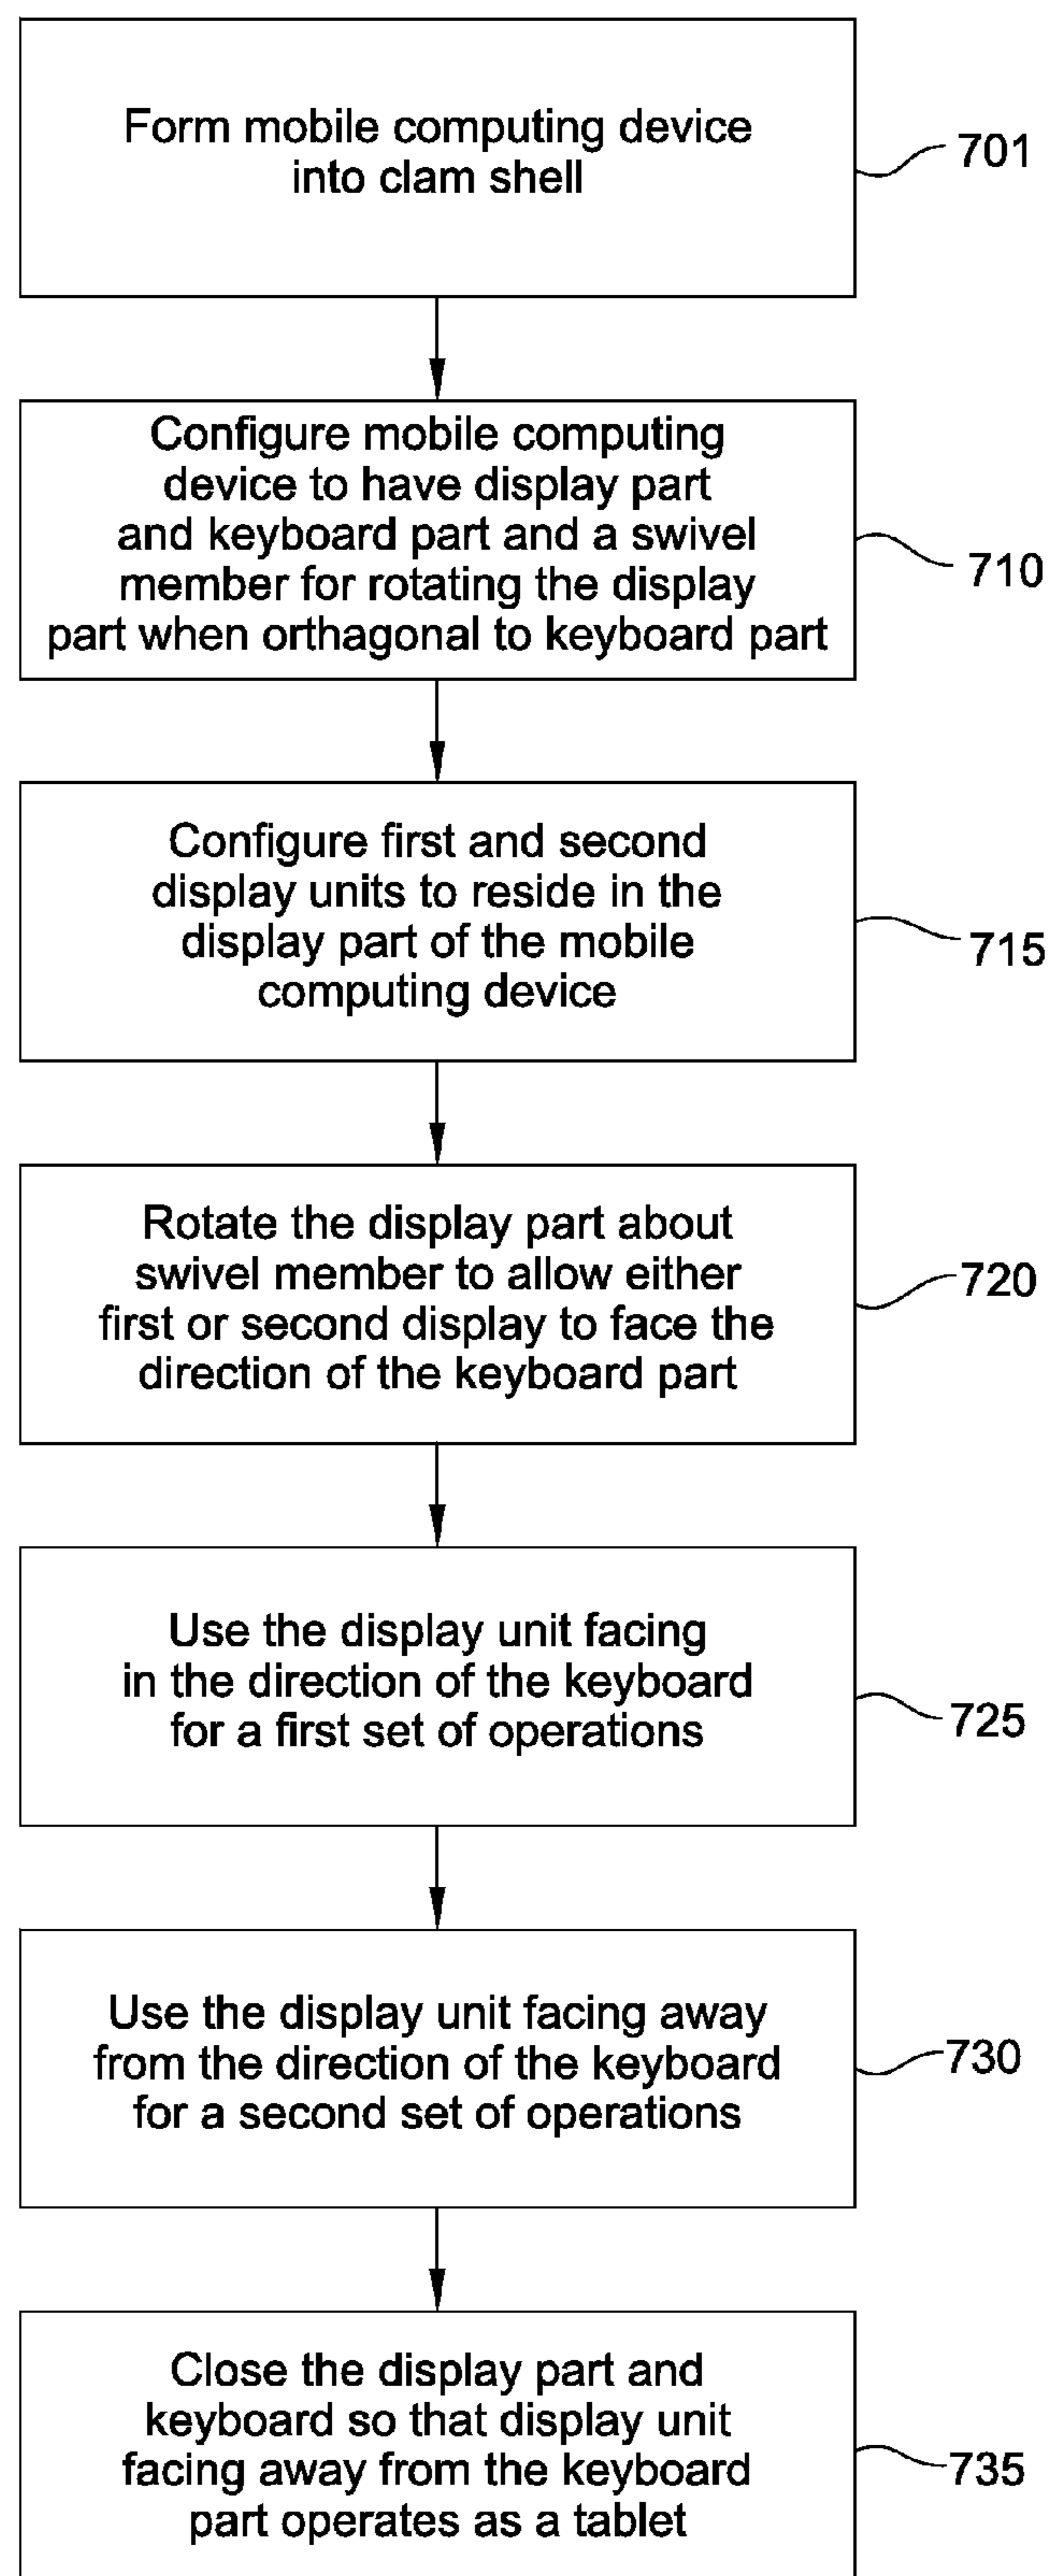 Form mobile computing device
into clam shell
701
Configure mobile computing
device to have display part
and keyboard part and a swivel
member for rotating the display
part when orthagonal to keyboard part
710
Configure first and second
display units to reside in the
display part of the mobile
computing device
715
Rotate the display part about
swivel member to allow either
first or second display to face the
direction of the keyboard part
720
Use the display unit facing
in the direction of the keyboard
for a first set of operations
725
Use the display unit facing away
from the direction of the keyboard
for a second set of operations
730
Close the display part and
keyboard so that display unit
facing away from the keyboard
part operates as a tablet
735